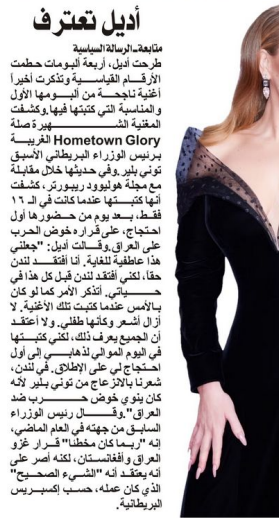 أديل تعترف
متابعة-الرسالة السياسية
طرحت أديل، أربعة ألبومات حطمت
الأرقام القياسية وتذكرت أخيراً
أغنية ناجحة من ألبومها الأول
والمناسبة التي كتبتها فيها.وكشفت
المغنية الشهيرة صلة
Hometown Glory الغريبة
برئيس الوزراء البريطاني الأسبق
توني بلير.وفي حديثها خلال مقابلة
مع مجلة هوليوود ريبورتر، كشفت
أنها كتبتها عندما كانت في الـ ١٦
فقط، بعد يوم من حضورها أول
احتجاج، على قراره خوض الحرب
على العراق.وقالت أديل: "جعلني
هذا عاطفية للغاية. أنا أفتقد لندن
حقاً، لكني أفتقد لندن قبل كل هذا في
حياتي. أتذكر الأمر كما لو كان
بالأمس عندما كتبت تلك الأغنية. لا
أزال أشعر وكأنها طفلي. ولا أعتقد
أن الجميع يعرف ذلك، لكني كتبتها
في اليوم الموالي لذهابي إلى أول
احتجاج لي على الإطلاق. في لندن،
شعرنا بالانزعاج من توني بلير لأنه
كان ينوي خوض حرب ضد
العراق".وقال رئيس الوزراء
السابق من جهته في العام الماضي،
إنه "ربما كان مخطئا" قرار غزو
العراق وأفغانستان، لكنه أصر على
أنه يعتقد أنه "الشيء الصحيح"
الذي كان عمله، حسب إكسبريس
البريطانية.